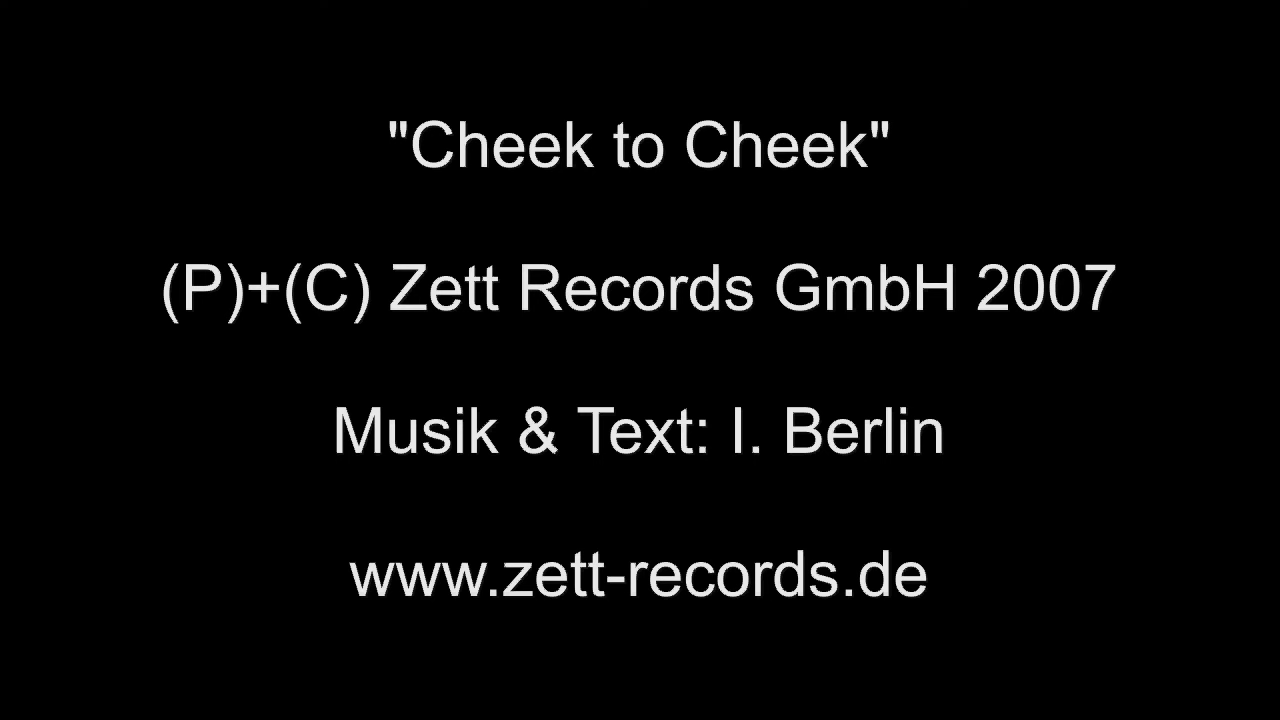 "Cheek to Cheek"
(P)+(C) Zett Records GmbH 2007
Musik & Text: I. Berlin
www.zett-records.de